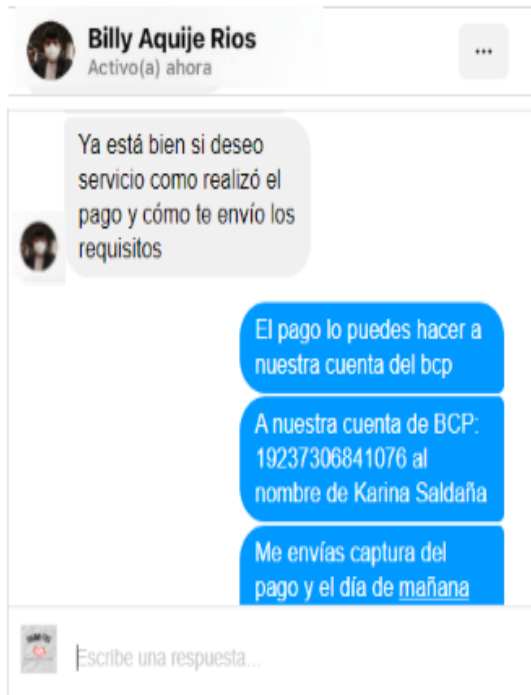 Billy Aquije Rios
Activo(a) ahora
Ya está bien si deseo
servicio como realizó el
pago y cómo te envío los
requisitos
El pago lo puedes hacer a
nuestra cuenta del bcp
A nuestra cuenta de BCP:
19237306841076 al
nombre de Karina Saldaña
Me envías captura del
pago y el día de mañana
Escribe una respuesta...